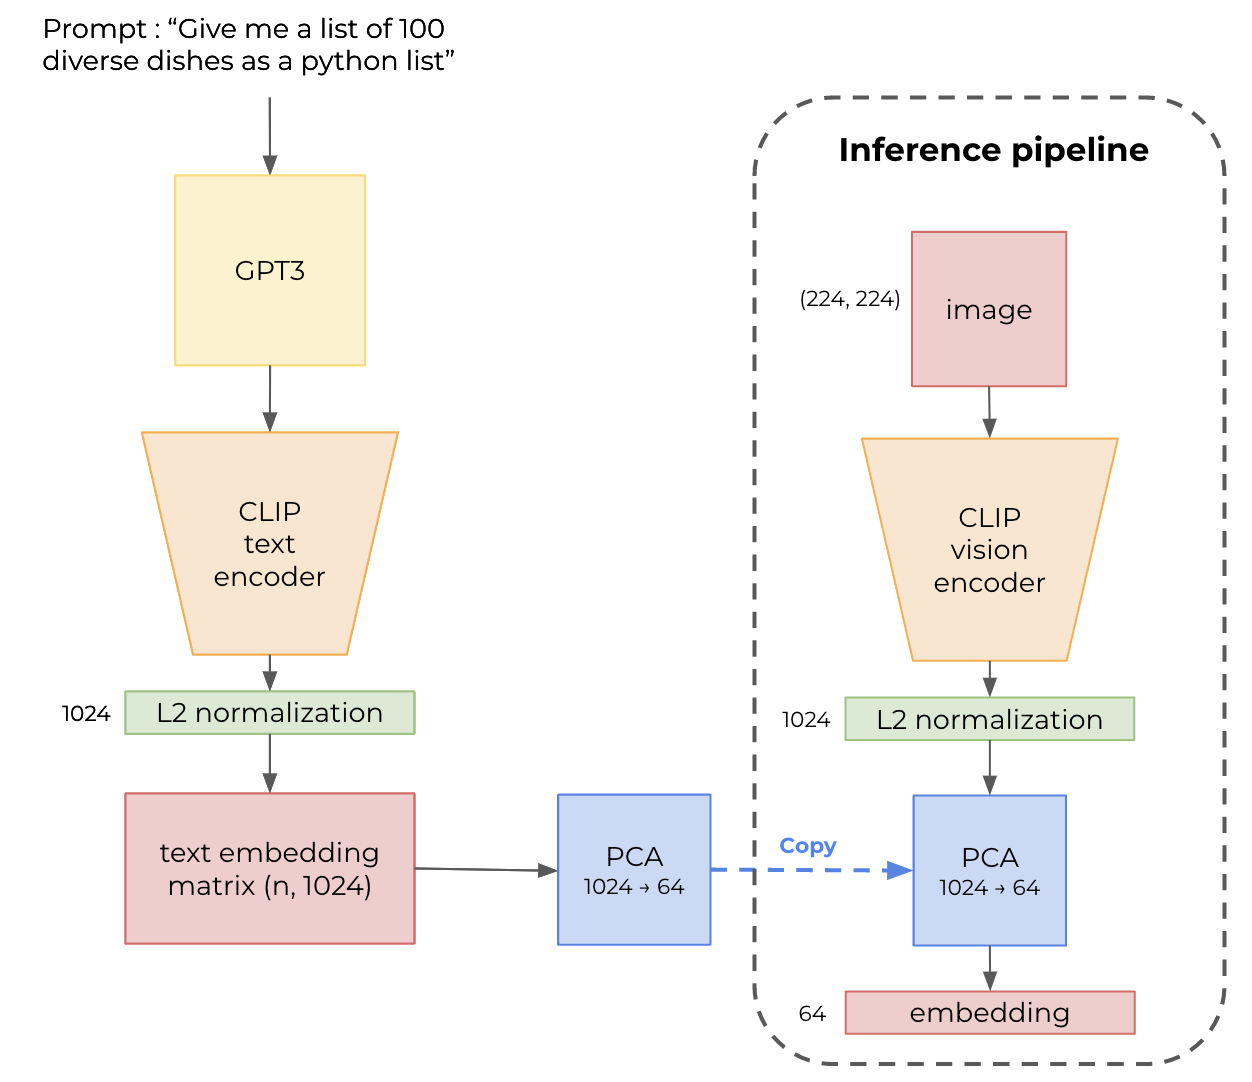 Prompt : “Give me a list of 100
diverse dishes as a python list”
GPT3
CLIP
text
encoder
1024
L2 normalization
text embedding
matrix (n, 1024)
PCA
1024 → 64
Copy
Inference pipeline
(224, 224)
image
CLIP
vision
encoder
1024
L2 normalization
PCA
1024 → 64
64
embedding